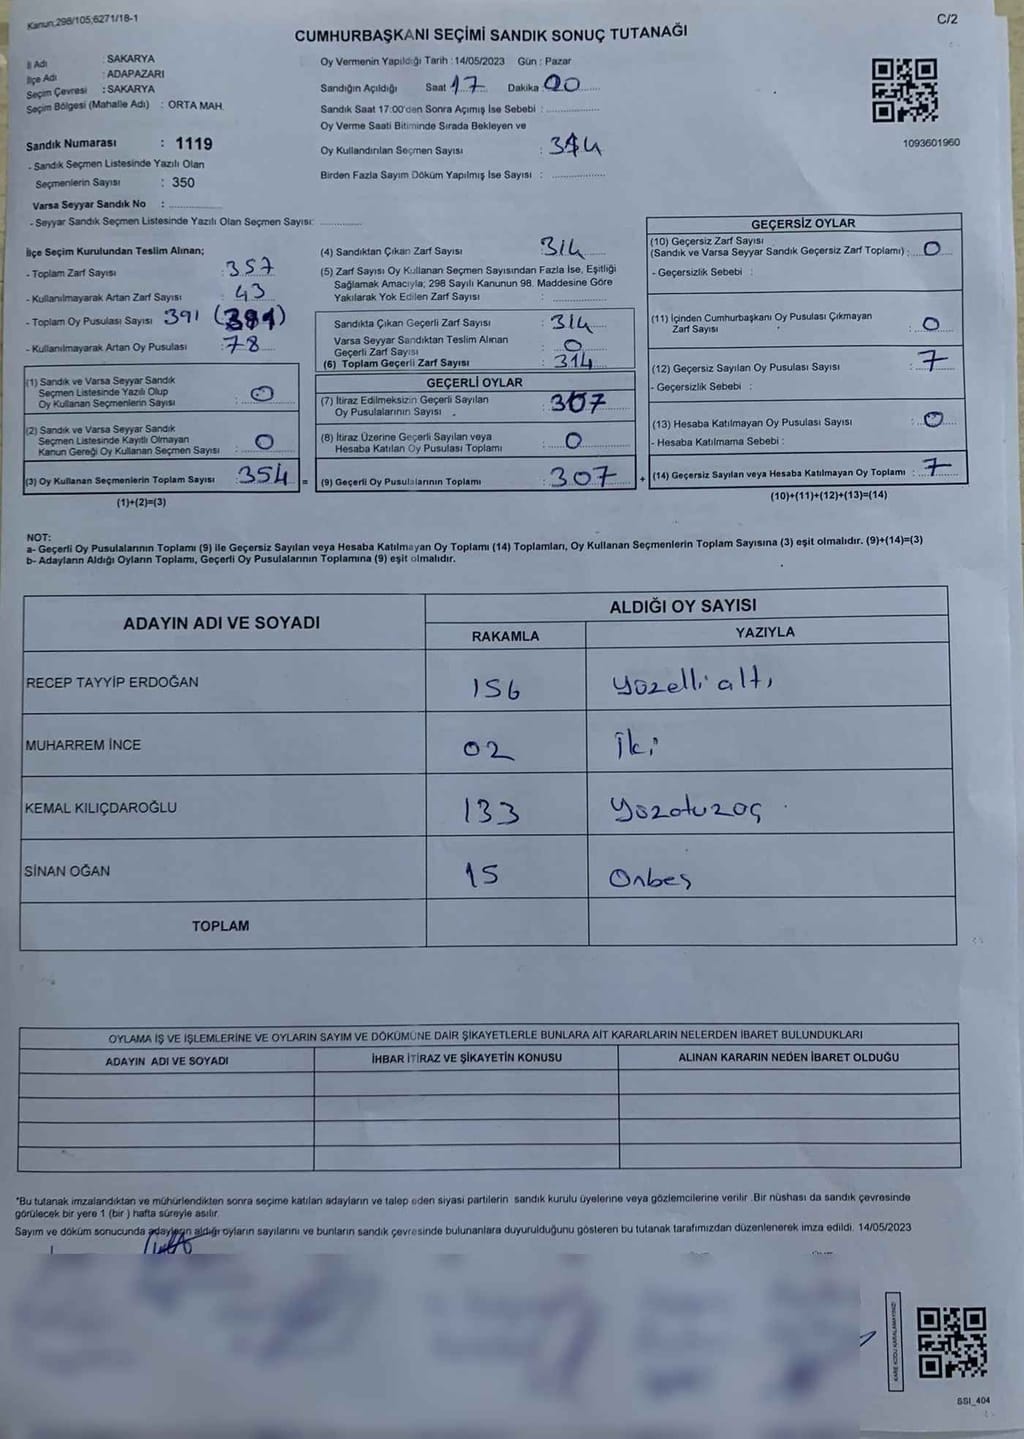 Kanun,298/105;6271/18-1
C/2
CUMHURBAŞKANI SEÇİMİ SANDIK SONUÇ TUTANAĞI
İl Adı : SAKARYA
İlçe Adı : ADAPAZARI
Seçim Çevresi : SAKARYA
Seçim Bölgesi (Mahalle Adı) : ORTA MAH.
Sandık Numarası : 1119
- Sandık Seçmen Listesinde Yazılı Olan
Seçmenlerin Sayısı : 350
Varsa Seyyar Sandık No :
- Seyyar Sandık Seçmen Listesinde Yazılı Olan Seçmen Sayısı:
Oy Vermenin Yapıldığı Tarih : 14/05/2023 Gün : Pazar
Sandığın Açıldığı Saat 17 Dakika 00
Sandık Saat 17:00'den Sonra Açımış İse Sebebi :
Oy Verme Saati Bitiminde Sırada Bekleyen ve
Oy Kullandırılan Seçmen Sayısı : 314
Birden Fazla Sayım Döküm Yapılmış İse Sayısı :
1093601960
İlçe Seçim Kurulundan Teslim Alınan;
- Toplam Zarf Sayısı : 357
- Kullanılmayarak Artan Zarf Sayısı : 43
- Toplam Oy Pusulası Sayısı 391 (391)
- Kullanılmayarak Artan Oy Pusulası : 78
(1) Sandık ve Varsa Seyyar Sandık
Seçmen Listesinde Yazılı Olup
Oy Kullanan Seçmenlerin Sayısı : 0
(2) Sandık ve Varsa Seyyar Sandık
Seçmen Listesinde Kayıtlı Olmayan
Kanun Gereği Oy Kullanan Seçmen Sayısı : 0
(3) Oy Kullanan Seçmenlerin Toplam Sayısı : 354 =
(1)+(2)=(3)
(4) Sandıktan Çıkan Zarf Sayısı : 314
(5) Zarf Sayısı Oy Kullanan Seçmen Sayısından Fazla İse, Eşitliği
Sağlamak Amacıyla; 298 Sayılı Kanunun 98. Maddesine Göre
Yakılarak Yok Edilen Zarf Sayısı :
Sandıkta Çıkan Geçerli Zarf Sayısı : 314
Varsa Seyyar Sandıktan Teslim Alınan
Geçerli Zarf Sayısı : 0
(6) Toplam Geçerli Zarf Sayısı : 314
GEÇERLİ OYLAR
(7) İtiraz Edilmeksizin Geçerli Sayılan
Oy Pusulalarının Sayısı : 307
(8) İtiraz Üzerine Geçerli Sayılan veya
Hesaba Katılan Oy Pusulası Toplamı : 0
(9) Geçerli Oy Pusulalarının Toplamı : 307 +
GEÇERSİZ OYLAR
(10) Geçersiz Zarf Sayısı
(Sandık ve Varsa Seyyar Sandık Geçersiz Zarf Toplamı) : 0
- Geçersizlik Sebebi :
(11) İçinden Cumhurbaşkanı Oy Pusulası Çıkmayan
Zarf Sayısı : 0
(12) Geçersiz Sayılan Oy Pusulası Sayısı : 7
- Geçersizlik Sebebi :
(13) Hesaba Katılmayan Oy Pusulası Sayısı : 0
- Hesaba Katılmama Sebebi :
(14) Geçersiz Sayılan veya Hesaba Katılmayan Oy Toplamı : 7
(10)+(11)+(12)+(13)=(14)
NOT:
a- Geçerli Oy Pusulalarının Toplamı (9) ile Geçersiz Sayılan veya Hesaba Katılmayan Oy Toplamı (14) Toplamları, Oy Kullanan Seçmenlerin Toplam Sayısına (3) eşit olmalıdır. (9)+(14)=(3)
b- Adayların Aldığı Oyların Toplamı, Geçerli Oy Pusulalarının Toplamına (9) eşit olmalıdır.
ADAYIN ADI VE SOYADI ALDIĞI OY SAYISI
RAKAMLA YAZIYLA
RECEP TAYYİP ERDOĞAN 156 Yüzelli altı
MUHARREM İNCE 02 İki
KEMAL KILIÇDAROĞLU 133 Yüzotuzüç
SİNAN OĞAN 15 Onbeş
TOPLAM
OYLAMA İŞ VE İŞLEMLERİNE VE OYLARIN SAYIM VE DÖKÜMÜNE DAİR ŞİKAYETLERLE BUNLARA AİT KARARLARIN NELERDEN İBARET BULUNDUKLARI
ADAYIN ADI VE SOYADI İHBAR İTİRAZ VE ŞİKAYETİN KONUSU ALINAN KARARIN NEDEN İBARET OLDUĞU
*Bu tutanak imzalandıktan ve mühürlendikten sonra seçime katılan adayların ve talep eden siyasi partilerin sandık kurulu üyelerine veya gözlemcilerine verilir .Bir nüshası da sandık çevresinde
görülecek bir yere 1 (bir ) hafta süreyle asılır.
Sayım ve döküm sonucunda adayların aldığı oyların sayılarını ve bunların sandık çevresinde bulunanlara duyurulduğunu gösteren bu tutanak tarafımızdan düzenlenerek imza edildi. 14/05/2023
KARE KODU KARALAMAYINIZ!
SSI_404